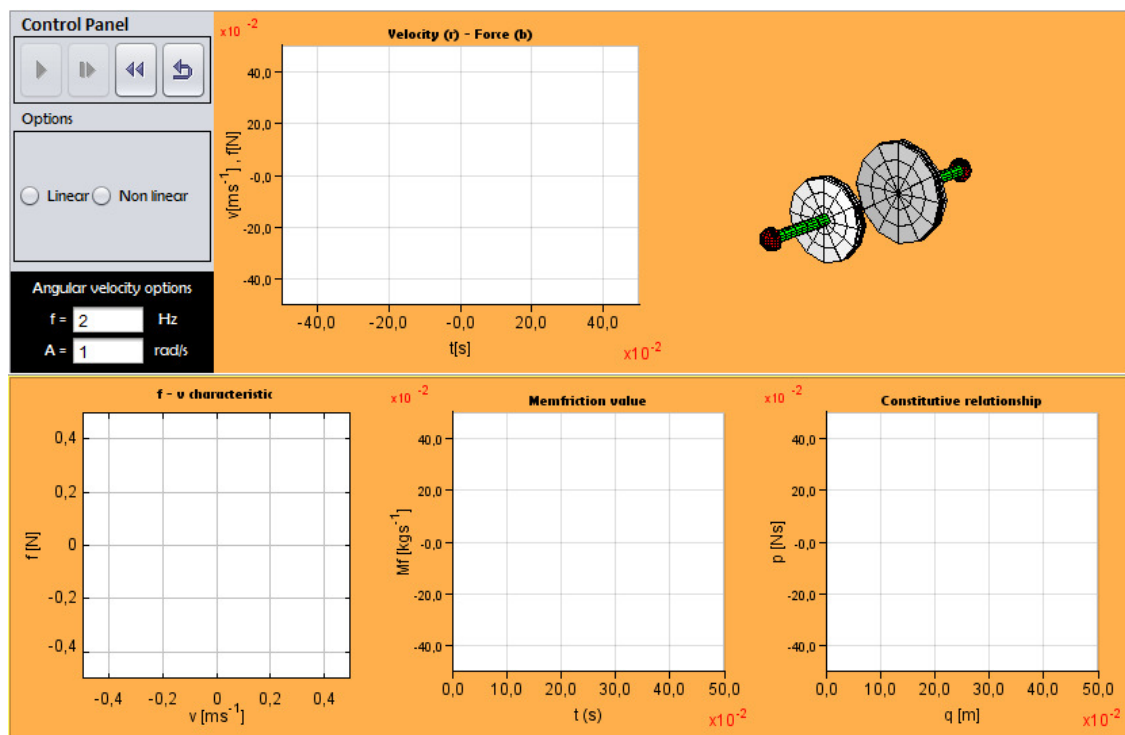 Control Panel
Options
Linear Non linear
Angular velocity options
f = 2 Hz
A = 1 rad/s
x10 -2
Velocity (r) - Force (b)
40,0
20,0
-0,0
-20,0
-40,0
v[ms-1] , f[N]
-40,0 -20,0 -0,0 20,0 40,0
t[s]
x10-2
f - v characteristic
0,4
0,2
0
-0,2
-0,4
f [N]
-0,4 -0,2 0 0,2 0,4
v [ms-1]
x10 -2
Memfriction value
40,0
20,0
-0,0
-20,0
-40,0
Mf [kgs-1]
0,0 10,0 20,0 30,0 40,0 50,0
t (s)
x10-2
x10 -2
Constitutive relationship
40,0
20,0
-0,0
-20,0
-40,0
p [Ns]
0,0 10,0 20,0 30,0 40,0 50,0
q [m]
x10-2